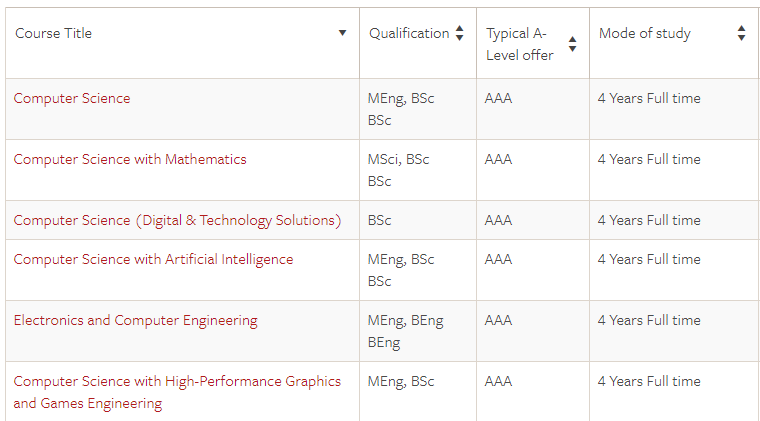 Course Title
Qualification
Typical A-
Level offer
Mode of study
Computer Science
MEng, BSc
BSc
AAA
4 Years Full time
Computer Science with Mathematics
MSci, BSc
BSc
AAA
4 Years Full time
Computer Science (Digital & Technology Solutions)
BSc
AAA
4 Years Full time
Computer Science with Artificial Intelligence
MEng, BSc
BSc
AAA
4 Years Full time
Electronics and Computer Engineering
MEng, BEng
BEng
AAA
4 Years Full time
Computer Science with High-Performance Graphics
and Games Engineering
MEng, BSc
AAA
4 Years Full time